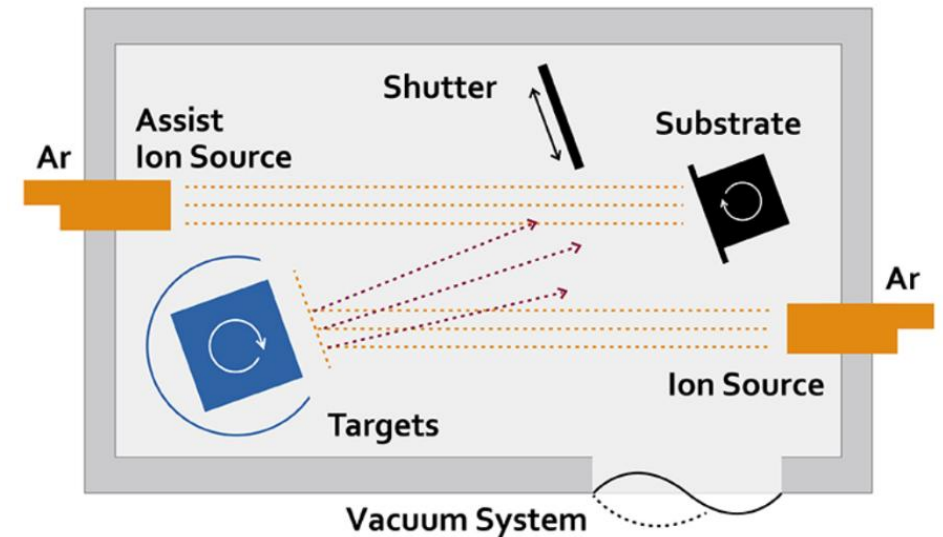 Shutter
Assist
Ion Source
Substrate
Ar
Ar
Ion Source
Targets
Vacuum System